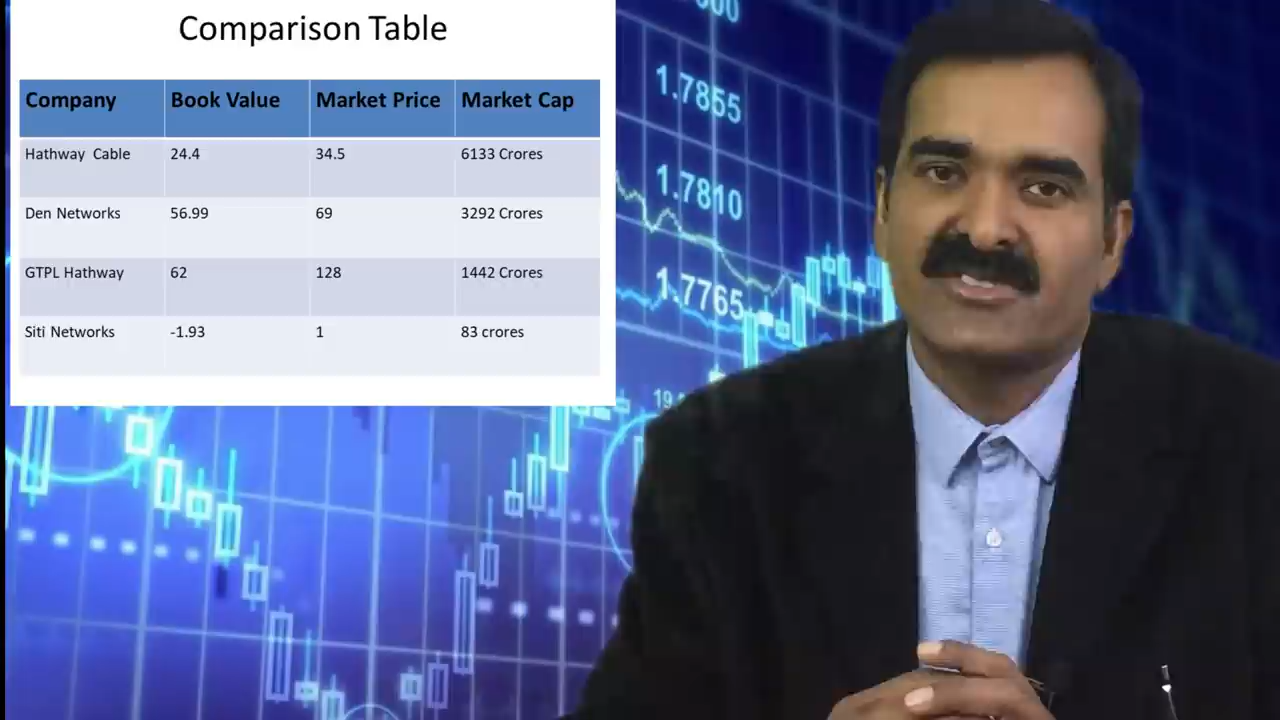 Comparison Table
Company Book Value Market Price Market Cap
Hathway Cable 24.4 34.5 6133 Crores
Den Networks 56.99 69 3292 Crores
GTPL Hathway 62 128 1442 Crores
Siti Networks -1.93 1 83 crores
1.7855
1.7810
1.7765